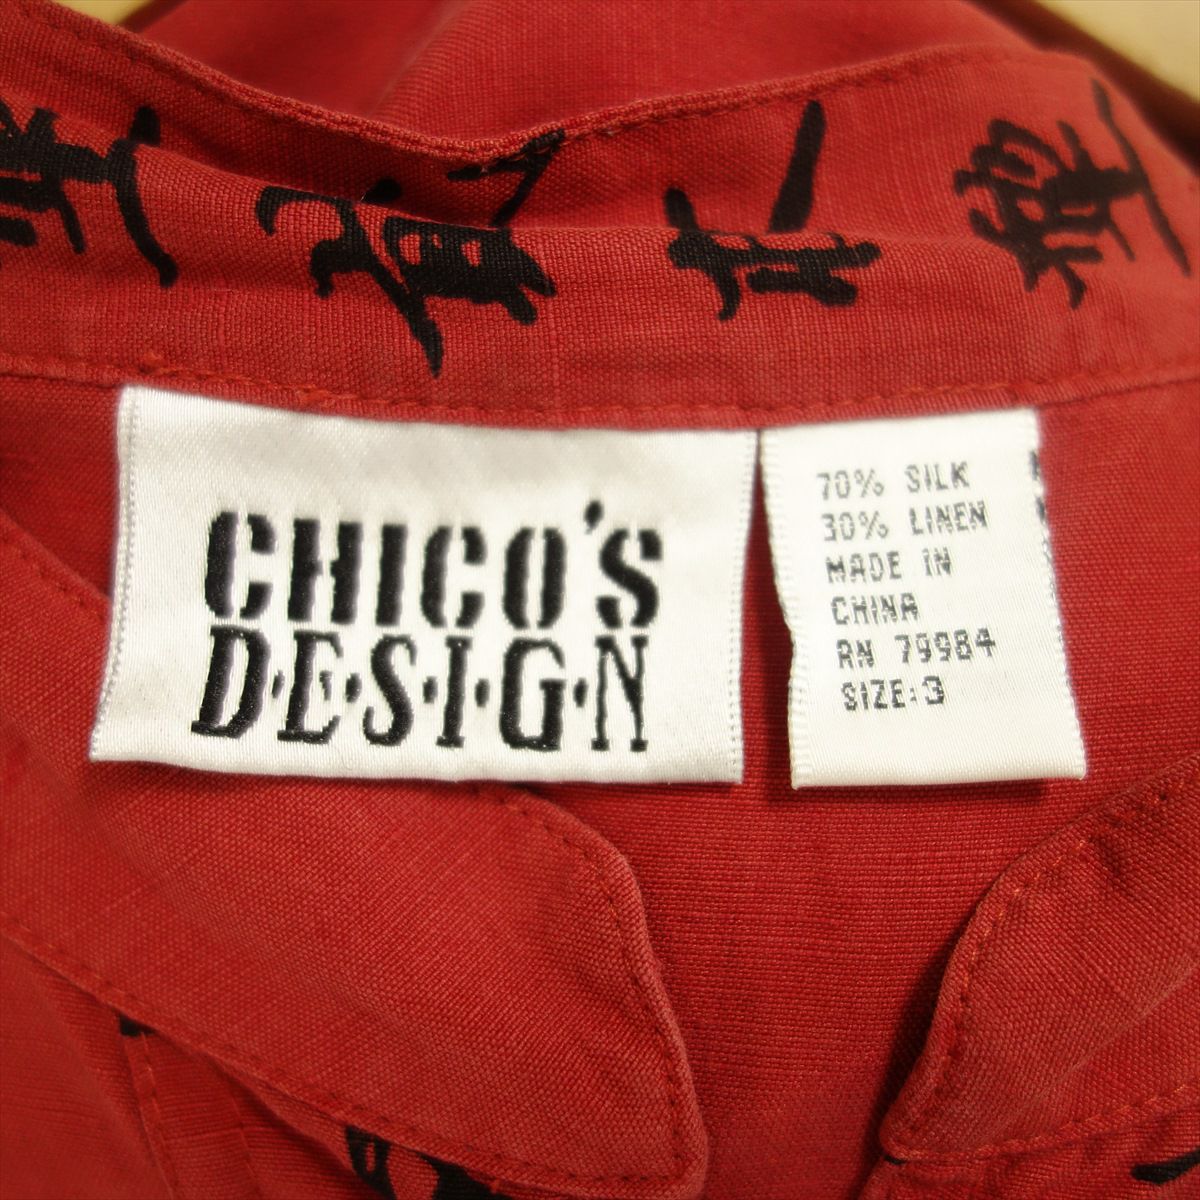 CHICO'S
D·E·S·I·G·N
70% SILK
30% LINEN
MADE IN
CHINA
RN 79984
SIZE: 3